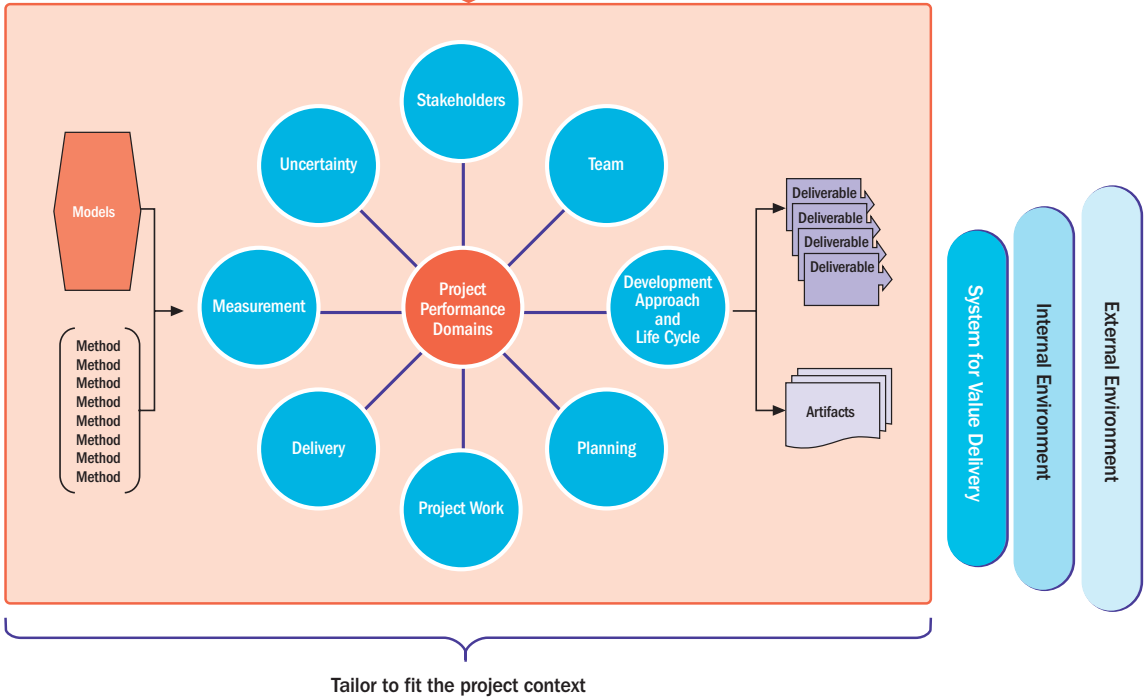 Stakeholders
Uncertainty
Team
Models
Measurement
Project
Performance
Domains
Development
Approach
and
Life Cycle
Delivery
Planning
Project Work
Method
Method
Method
Method
Method
Method
Method
Method
Deliverable
Deliverable
Deliverable
Deliverable
Artifacts
System for Value Delivery
Internal Environment
External Environment
Tailor to fit the project context